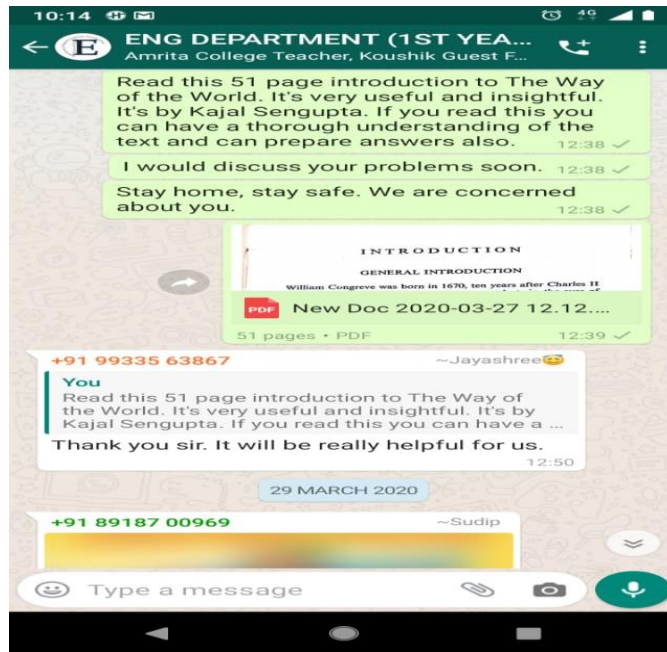 10:14
4G
E
ENG DEPARTMENT (1ST YEA...
Amrita College Teacher, Koushik Guest F...
Read this 51 page introduction to The Way
of the World. It's very useful and insightful.
It's by Kajal Sengupta. If you read this you
can have a thorough understanding of the
text and can prepare answers also. 12:38
I would discuss your problems soon. 12:38
Stay home, stay safe. We are concerned
about you. 12:38
INTRODUCTION
GENERAL INTRODUCTION
William Congreve was born in 1670, ten years after Charles II
PDF New Doc 2020-03-27 12.12....
51 pages • PDF 12:39
+91 99335 63867 ~Jayashree😇
You
Read this 51 page introduction to The Way of
the World. It's very useful and insightful. It's by
Kajal Sengupta. If you read this you can have a ...
Thank you sir. It will be really helpful for us.
12:50
29 MARCH 2020
+91 89187 00969 ~Sudip
Type a message